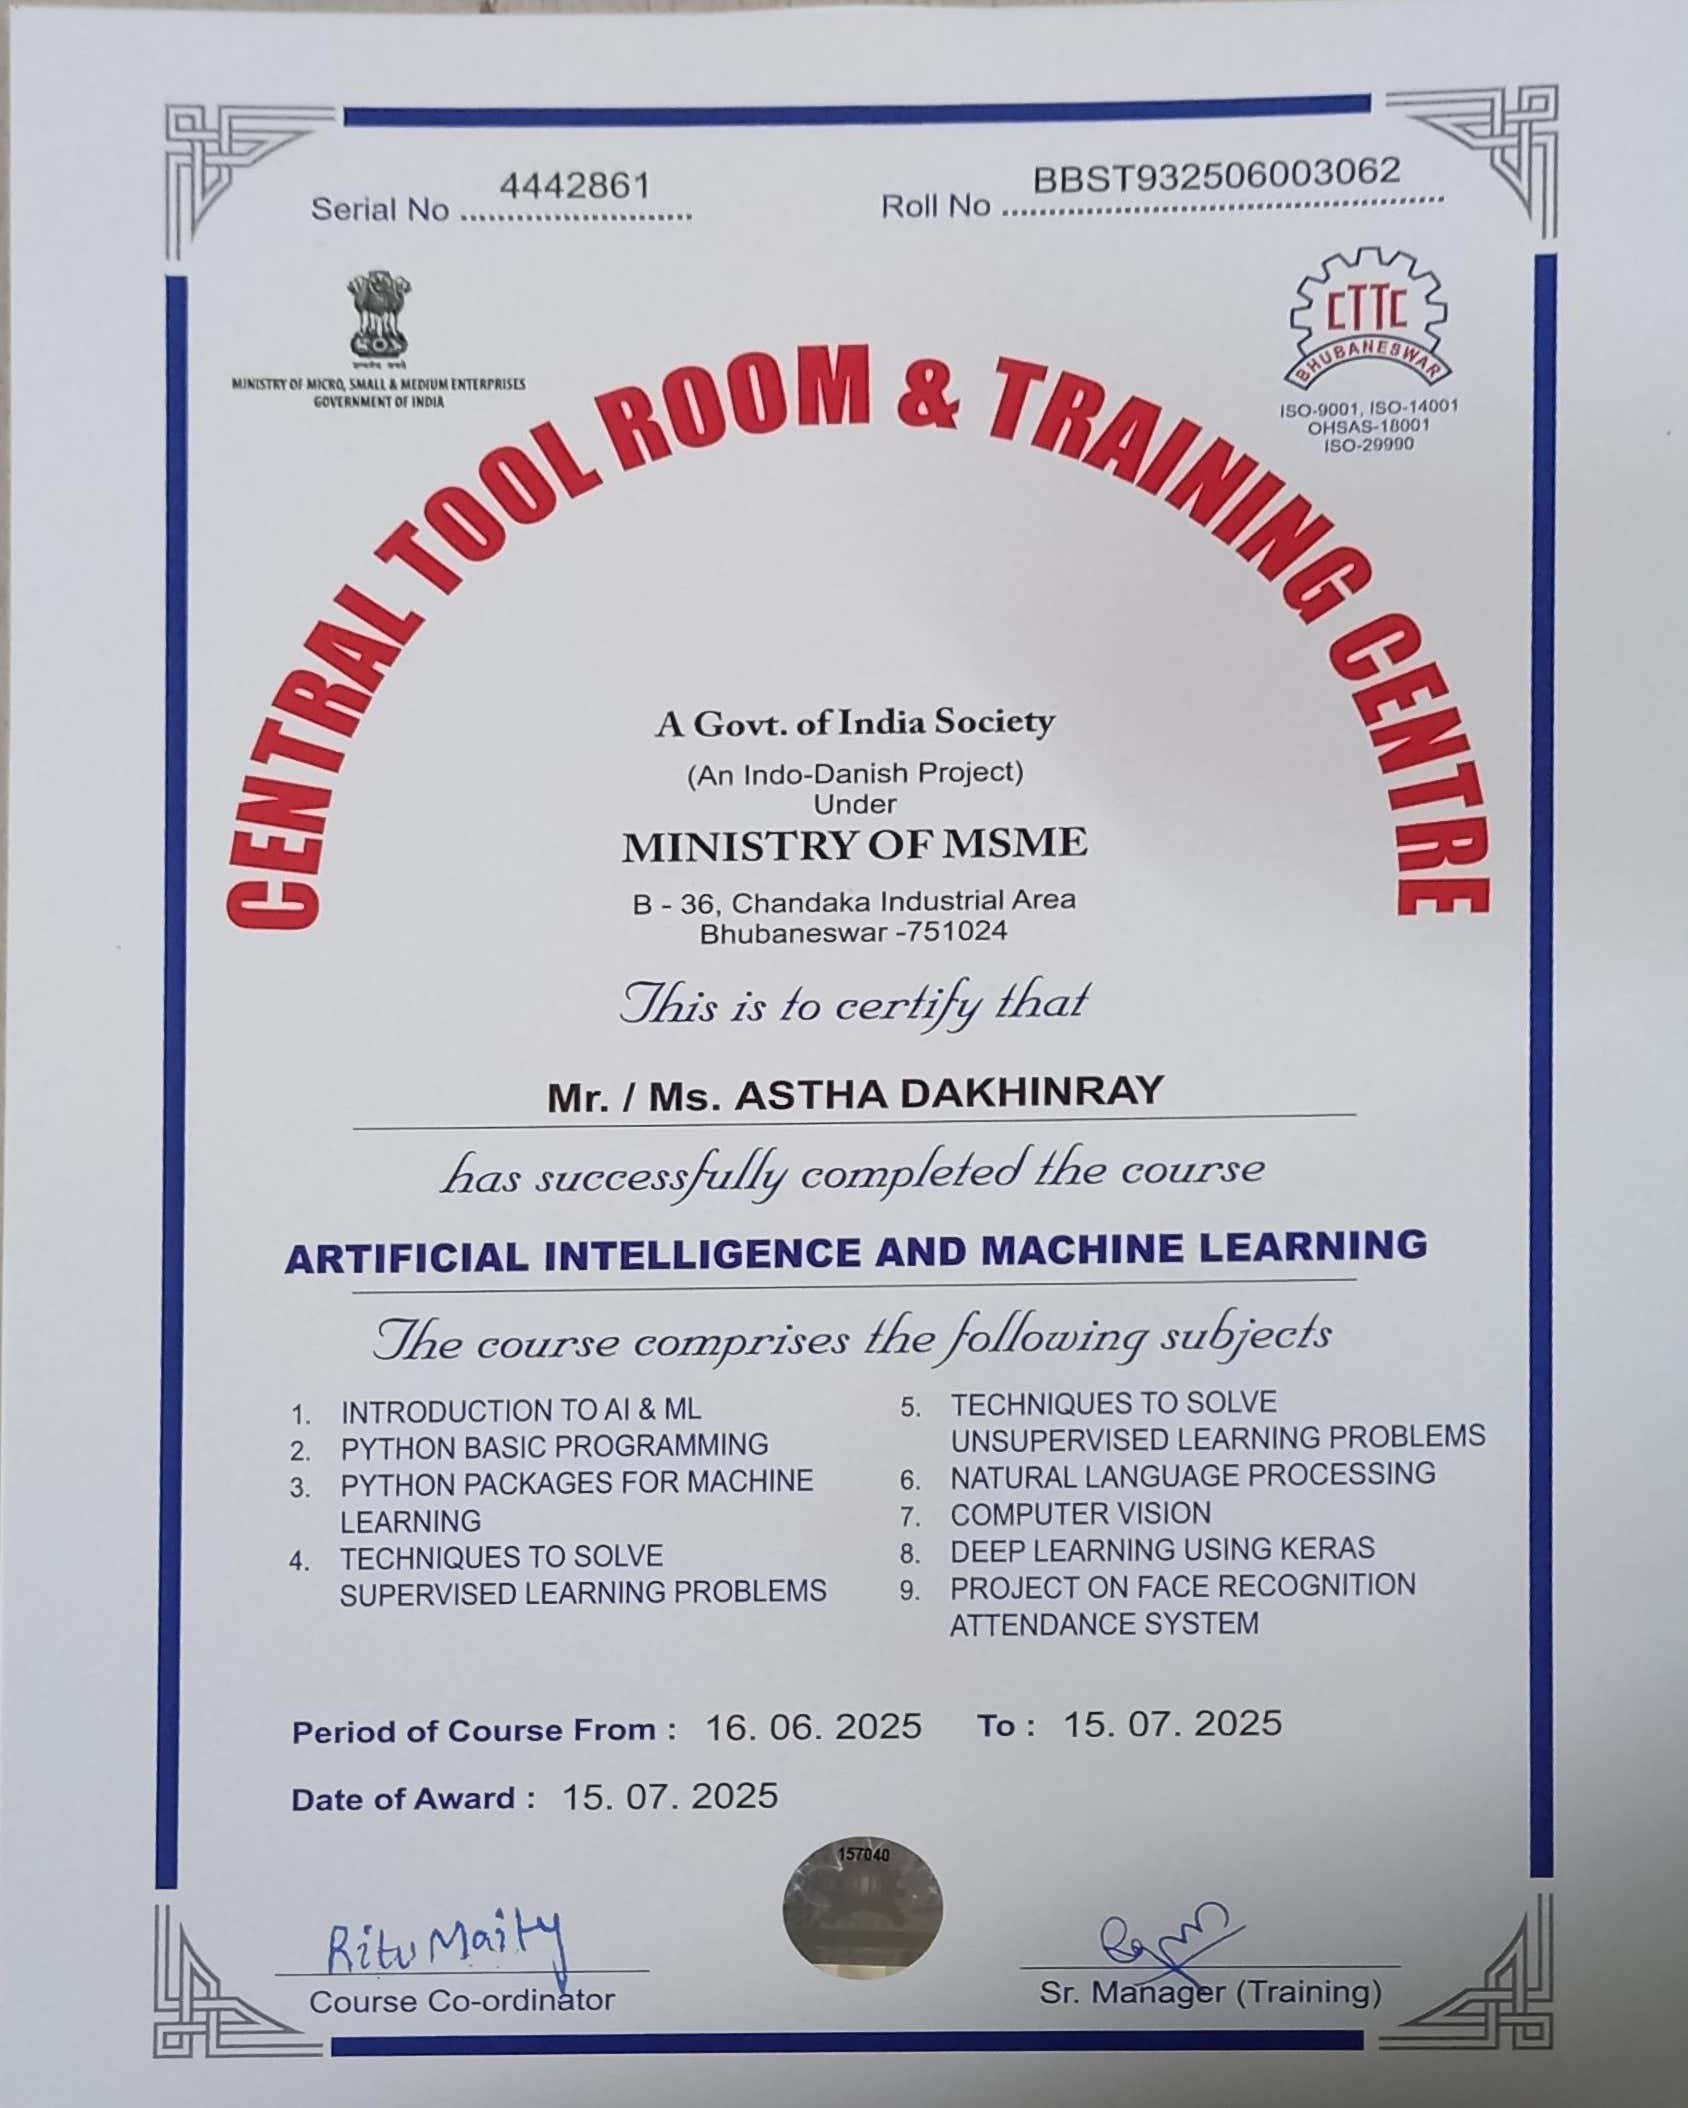 4442861
Serial No
BBST932506003062
Roll No
MINISTRY OF MICRO, SMALL & MEDIUM ENTERPRISES
GOVERNMENT OF INDIA
CTTC
BHUBANESWAR
ISO-9001, ISO-14001
OHSAS-18001
ISO-29990
CENTRAL TOOL ROOM & TRAINING CENTRE
A Govt. of India Society
(An Indo-Danish Project)
Under
MINISTRY OF MSME
B - 36, Chandaka Industrial Area
Bhubaneswar -751024
This is to certify that
Mr. / Ms. ASTHA DAKHINRAY
has successfully completed the course
ARTIFICIAL INTELLIGENCE AND MACHINE LEARNING
The course comprises the following subjects
1. INTRODUCTION TO AI & ML
2. PYTHON BASIC PROGRAMMING
3. PYTHON PACKAGES FOR MACHINE
LEARNING
4. TECHNIQUES TO SOLVE
SUPERVISED LEARNING PROBLEMS
5. TECHNIQUES TO SOLVE
UNSUPERVISED LEARNING PROBLEMS
6. NATURAL LANGUAGE PROCESSING
7. COMPUTER VISION
8. DEEP LEARNING USING KERAS
9. PROJECT ON FACE RECOGNITION
ATTENDANCE SYSTEM
Period of Course From : 16. 06. 2025 To : 15. 07. 2025
Date of Award : 15. 07. 2025
157040
Ritu Maity
Course Co-ordinator
Sr. Manager (Training)